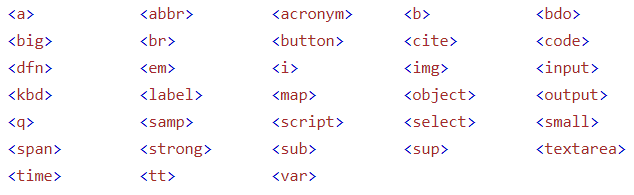 <a> <abbr> <acronym> <b> <bdo>
<big> <br> <button> <cite> <code>
<dfn> <em> <i> <img> <input>
<kbd> <label> <map> <object> <output>
<q> <samp> <script> <select> <small>
<span> <strong> <sub> <sup> <textarea>
<time> <tt> <var>